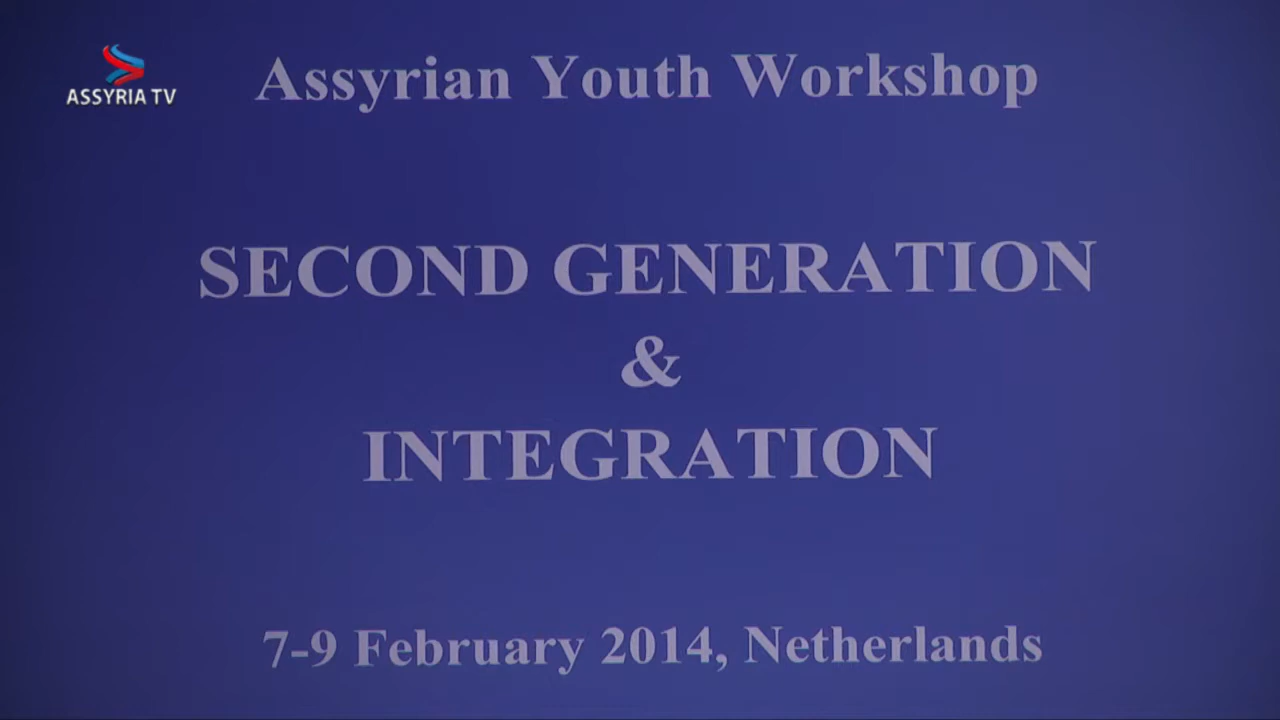 ASSYRIA TV
Assyrian Youth Workshop
SECOND GENERATION
&
INTEGRATION
7-9 February 2014, Netherlands